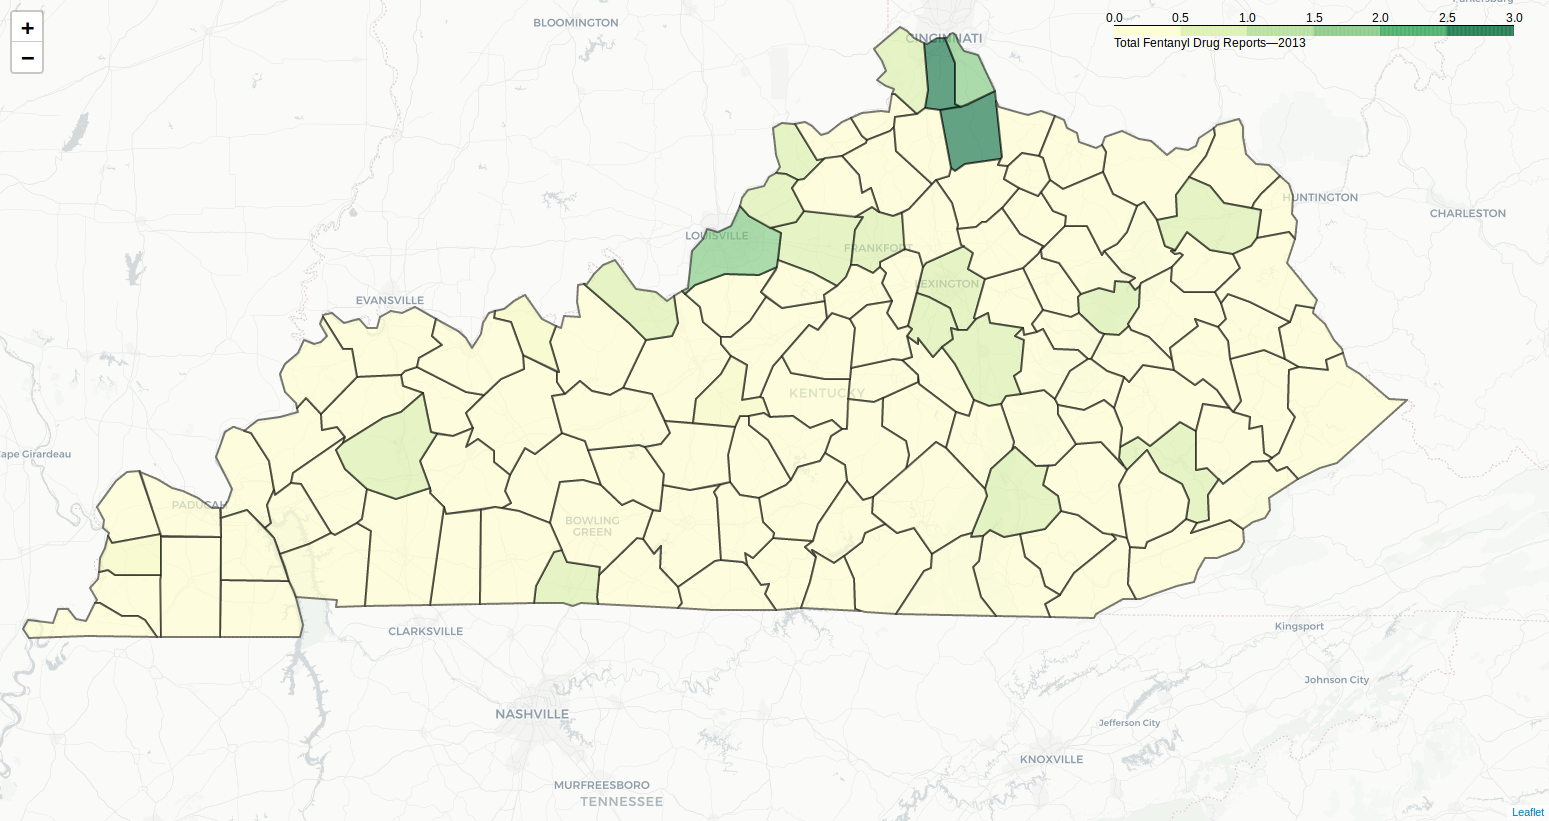 +
−
BLOOMINGTON
0.0 0.5 1.0 1.5 2.0 2.5 3.0
Total Fentanyl Drug Reports—2013
CINCINNATI
HUNTINGTON
CHARLESTON
LOUISVILLE
FRANKFORT
LEXINGTON
EVANSVILLE
KENTUCKY
Cape Girardeau
PADUCAH
BOWLING
GREEN
CLARKSVILLE
Kingsport
Johnson City
NASHVILLE
Jefferson City
KNOXVILLE
MURFREESBORO
TENNESSEE
Leaflet